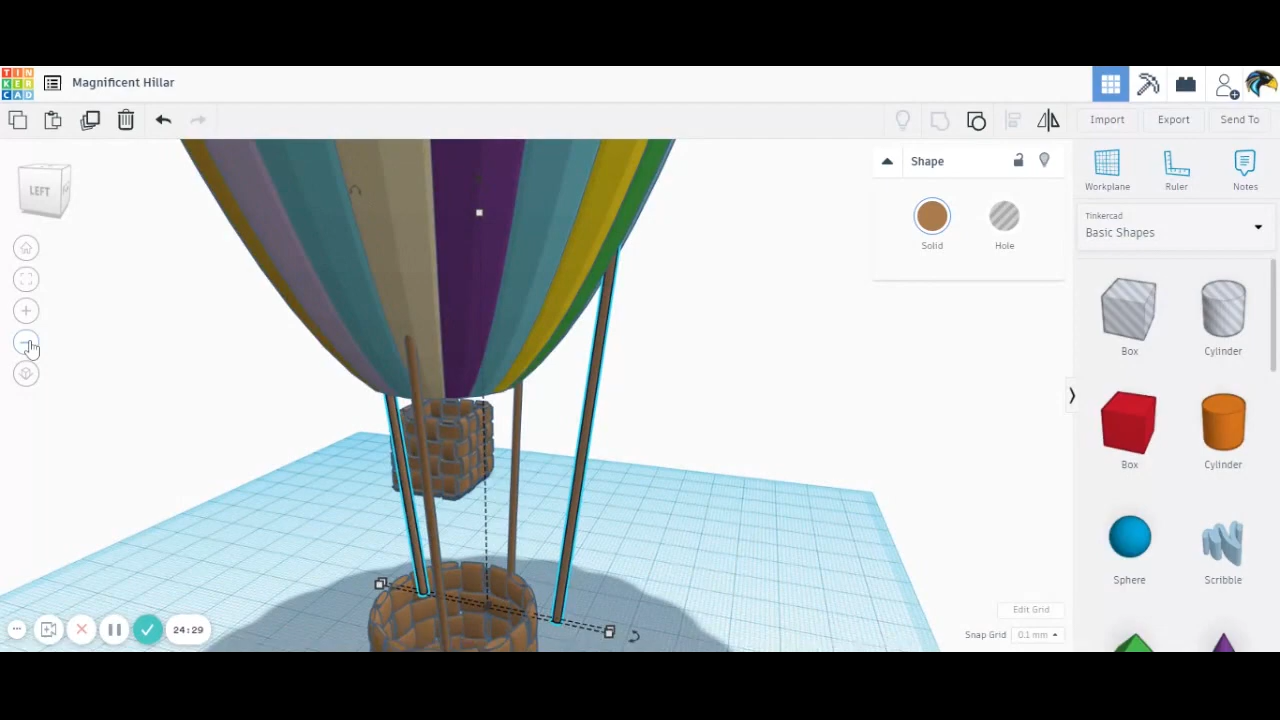 TIN
KER
CAD
Magnificent Hillar
Import
Export
Send To
LEFT
Shape
Solid
Hole
Workplane
Ruler
Notes
Tinkercad
Basic Shapes
Box
Cylinder
Box
Cylinder
Sphere
Scribble
Edit Grid
Snap Grid
0.1 mm
24:29